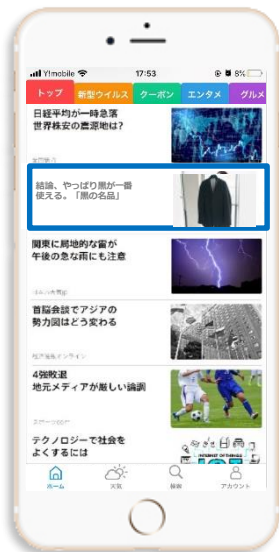 Y!mobile 17:53 8%
トップ 新型ウイルス クーポン エンタメ グルメ
日経平均が一時急落
世界株安の震源地は?
結論、やっぱり黒が一番
使える。「黒の名品」
関東に局地的な雷が
午後の急な雨にも注意
首脳会談でアジアの
勢力図はどう変わる
4強敗退
地元メディアが厳しい論調
テクノロジーで社会を
よくするには
INTERNET OF THINGS
ホーム 天気 検索 アカウント